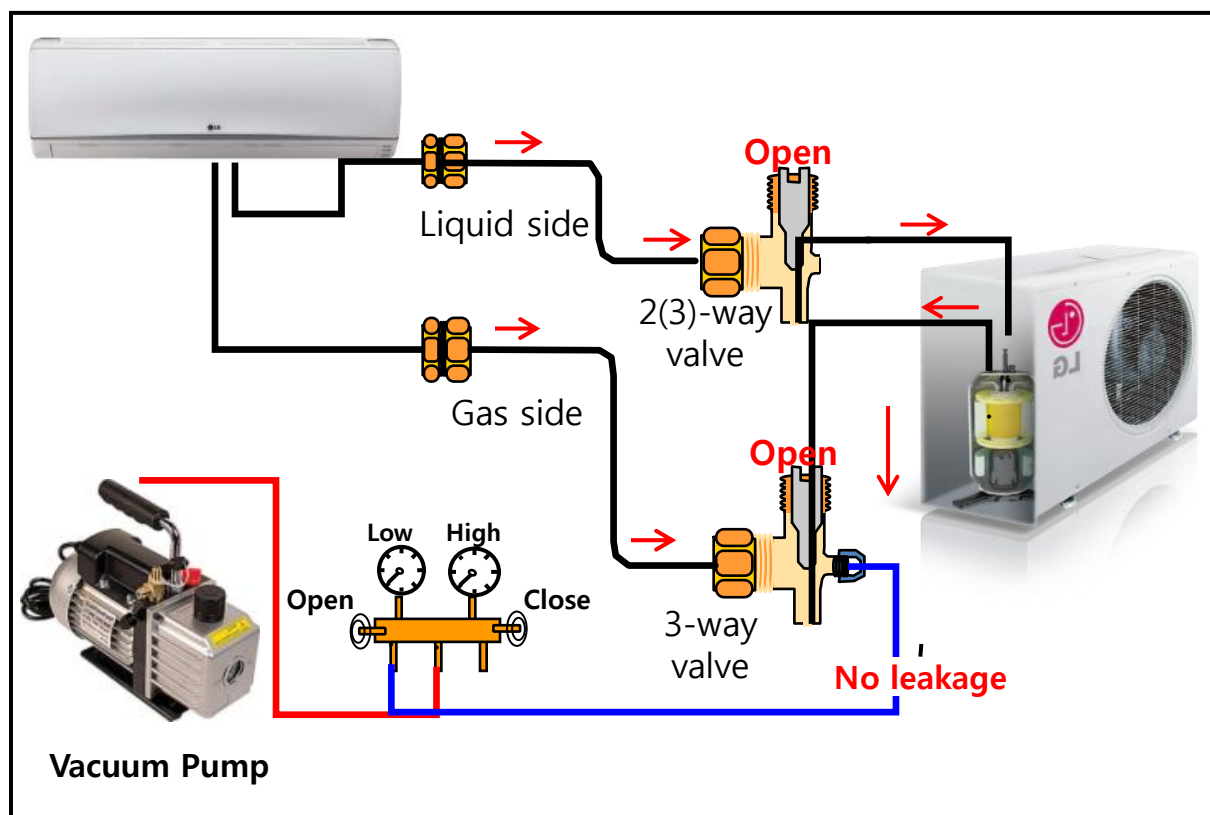 LG
Open
Liquid side
2(3)-way
valve
LG
Gas side
Open
Low
High
Open
Close
3-way
valve
No leakage
Vacuum Pump